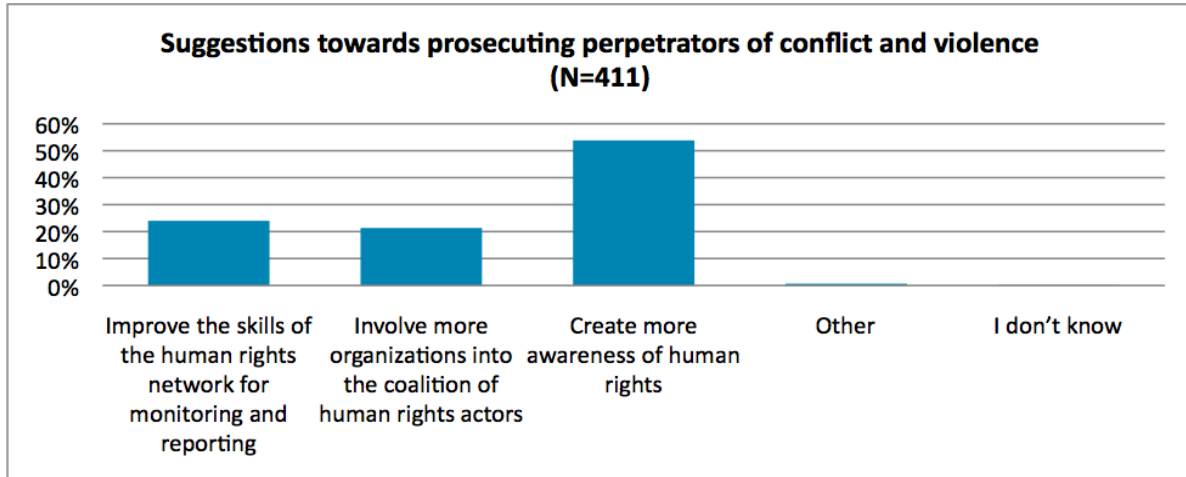 Suggestions towards prosecuting perpetrators of conflict and violence
(N=411)
60%
50%
40%
30%
20%
10%
0%
Improve the skills of
the human rights
network for
monitoring and
reporting
Involve more
organizations into
the coalition of
human rights actors
Create more
awareness of human
rights
Other
I don’t know